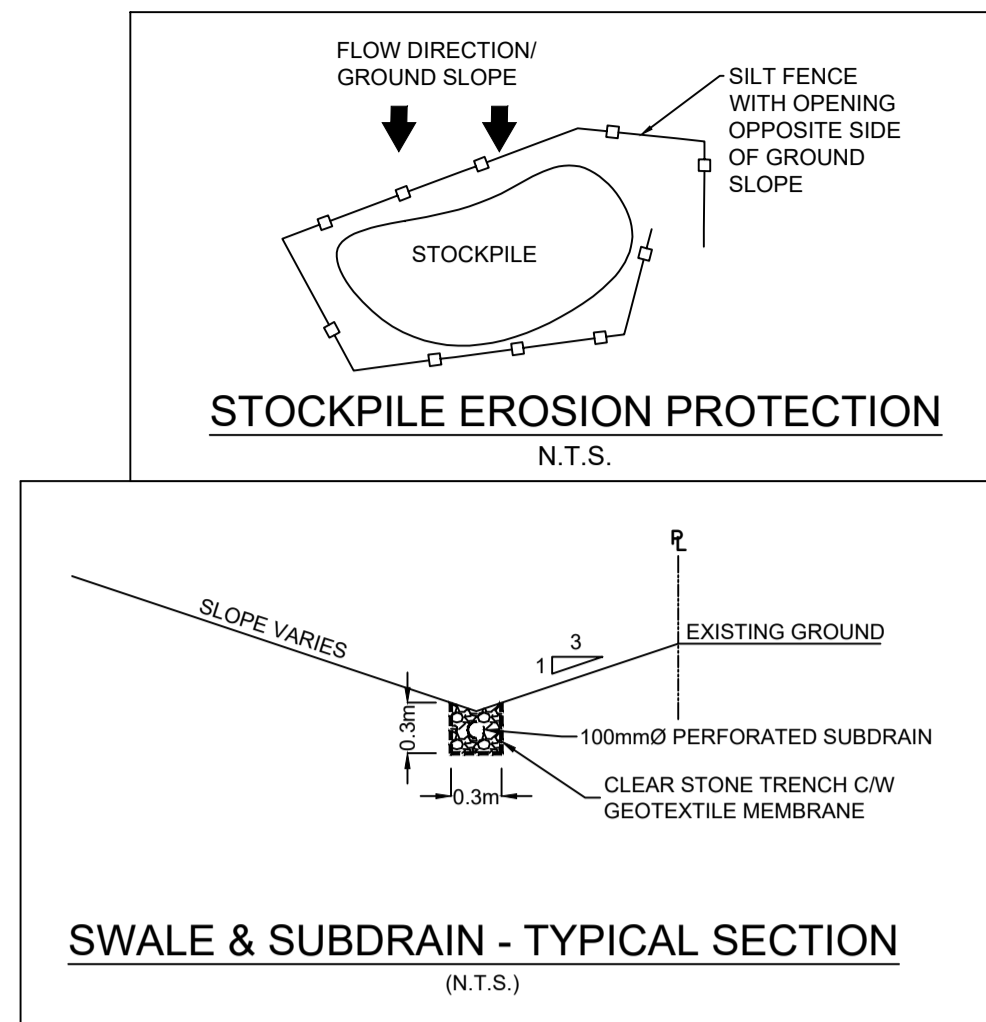 FLOW DIRECTION/
GROUND SLOPE
SILT FENCE
WITH OPENING
OPPOSITE SIDE
OF GROUND
SLOPE
STOCKPILE
STOCKPILE EROSION PROTECTION
N.T.S.
PL
SLOPE VARIES
3
1
EXISTING GROUND
0.3m
100mmØ PERFORATED SUBDRAIN
0.3m
CLEAR STONE TRENCH C/W
GEOTEXTILE MEMBRANE
SWALE & SUBDRAIN - TYPICAL SECTION
(N.T.S.)